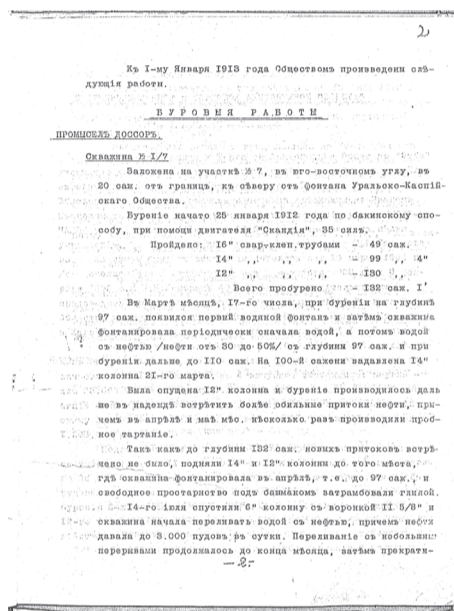 2
Къ I-му Января 1913 года Обществомъ произведены слѣ-
дующія работи.
БУРОВЫЯ РАБОТЫ
ПРОМЫСЕЛЪ ДОССОРЪ.
Скважина № I/7
Заложена на участкѣ № 7, въ юго-восточном углу, въ
20 саж. отъ границъ, къ сѣверу отъ фонтана Уральско-Каспій-
скаго Общества.
Буреніе начато 25 января 1912 года по бакинскому спо-
собу, при помощи двигателя "Скандія", 35 силъ.
Пройдено: 16" свар.клеп.трубами - 49 саж.
14" ,, ,, ,, - 99 ,, 4"
12" ,, ,, ,, - 130 ,,
Всего пробурено - 132 саж. I'
Въ Мартѣ мѣсяцѣ, 17-го числа, при буреніи на глубинѣ
97 саж. появился первый водяной фонтанъ и затѣмъ скважина
фонтанировала періодически сначала водой, а потомъ водой
съ нефтью /нефти отъ 30 до 50%/ съ глубины 97 саж. и при
буреніи дальше до 110 саж. На 100-й сажени задавлена 14"
колонна 21-го марта.
Была спущена 12" колонна и буреніе производилось даль
ше въ надеждѣ встрѣтить болѣе обильные притоки нефти, при-
чемъ въ апрѣлѣ и маѣ мѣс. нѣсколько разъ производили проб-
ное тартаніе.
Такъ какъ до глубины 132 саж. новыхъ притоковъ встрѣ-
чено не было, подняли 14" и 12" колонны до того мѣста,
гдѣ скважина фонтанировала въ апрѣлѣ, т.е. до 97 саж., и
свободное простарнство подъ башмакомъ затрамбовали глилой.
14-го іюля спустили 6" колонну съ воронкой II 5/8" и
скважина начала переливать водой съ нефтью, причемъ нефти
давала до 3.000 пудовъ въ сутки. Переливаніе съ небольшими
перерывами продолжалось до конца мѣсяца, затѣмъ прекрати-
-2-